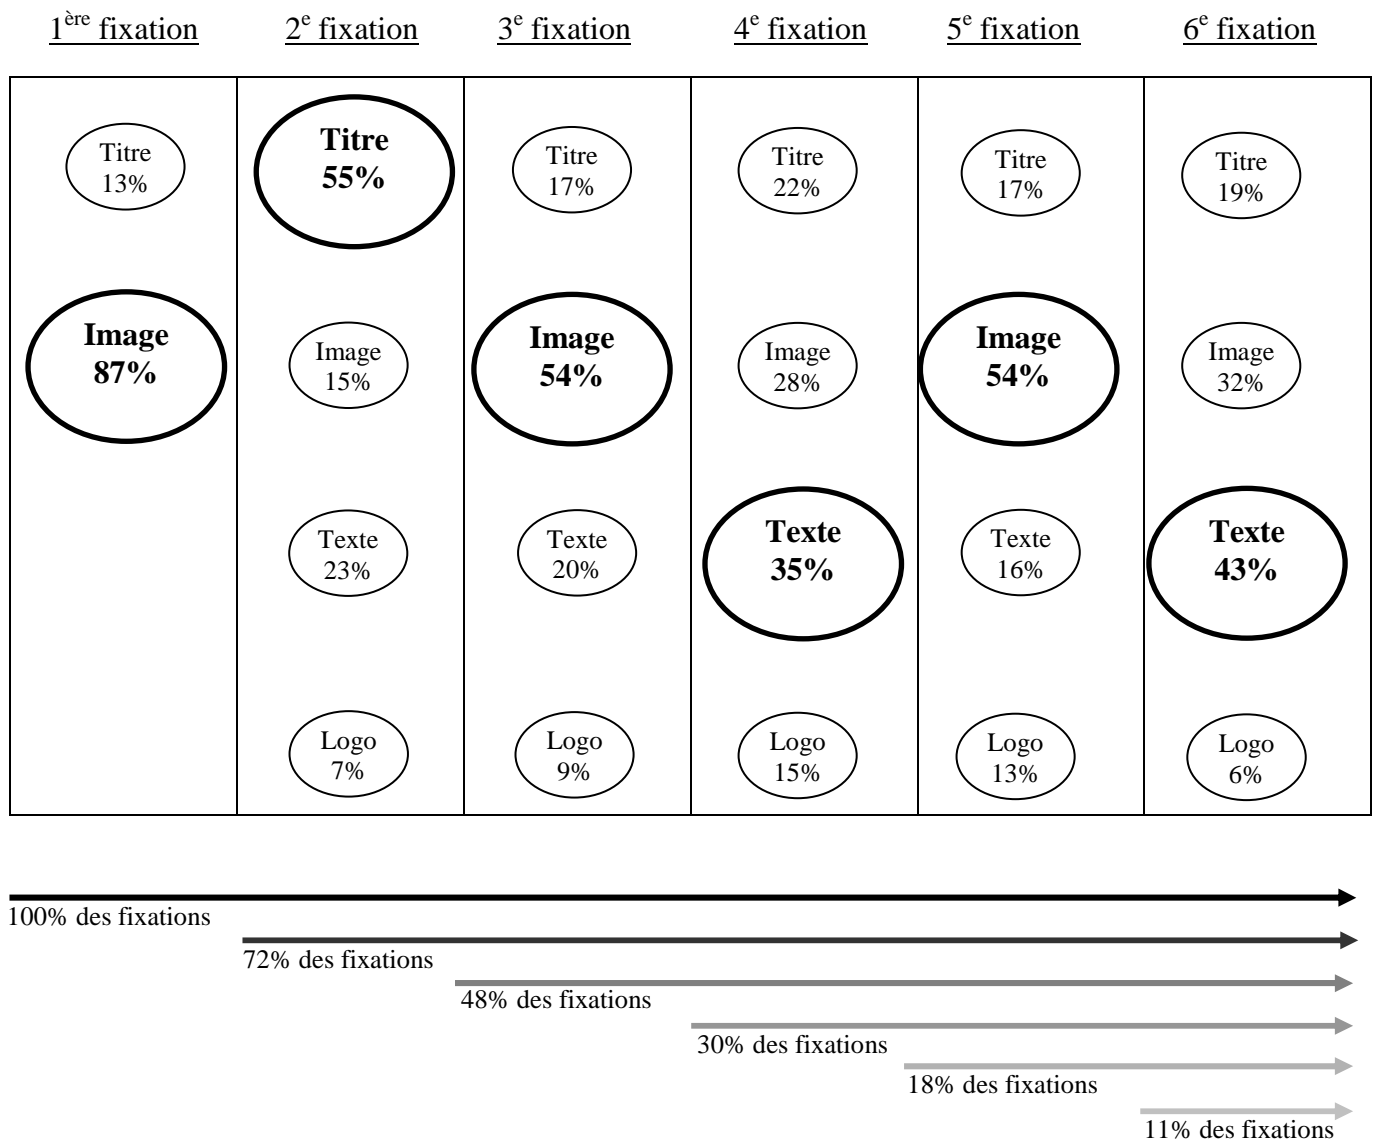 1ère fixation 2e fixation 3e fixation 4e fixation 5e fixation 6e fixation
Titre
13%
Titre
55%
Titre
17%
Titre
22%
Titre
17%
Titre
19%
Image
87%
Image
15%
Image
54%
Image
28%
Image
54%
Image
32%
Texte
23%
Texte
20%
Texte
35%
Texte
16%
Texte
43%
Logo
7%
Logo
9%
Logo
15%
Logo
13%
Logo
6%
100% des fixations
72% des fixations
48% des fixations
30% des fixations
18% des fixations
11% des fixations